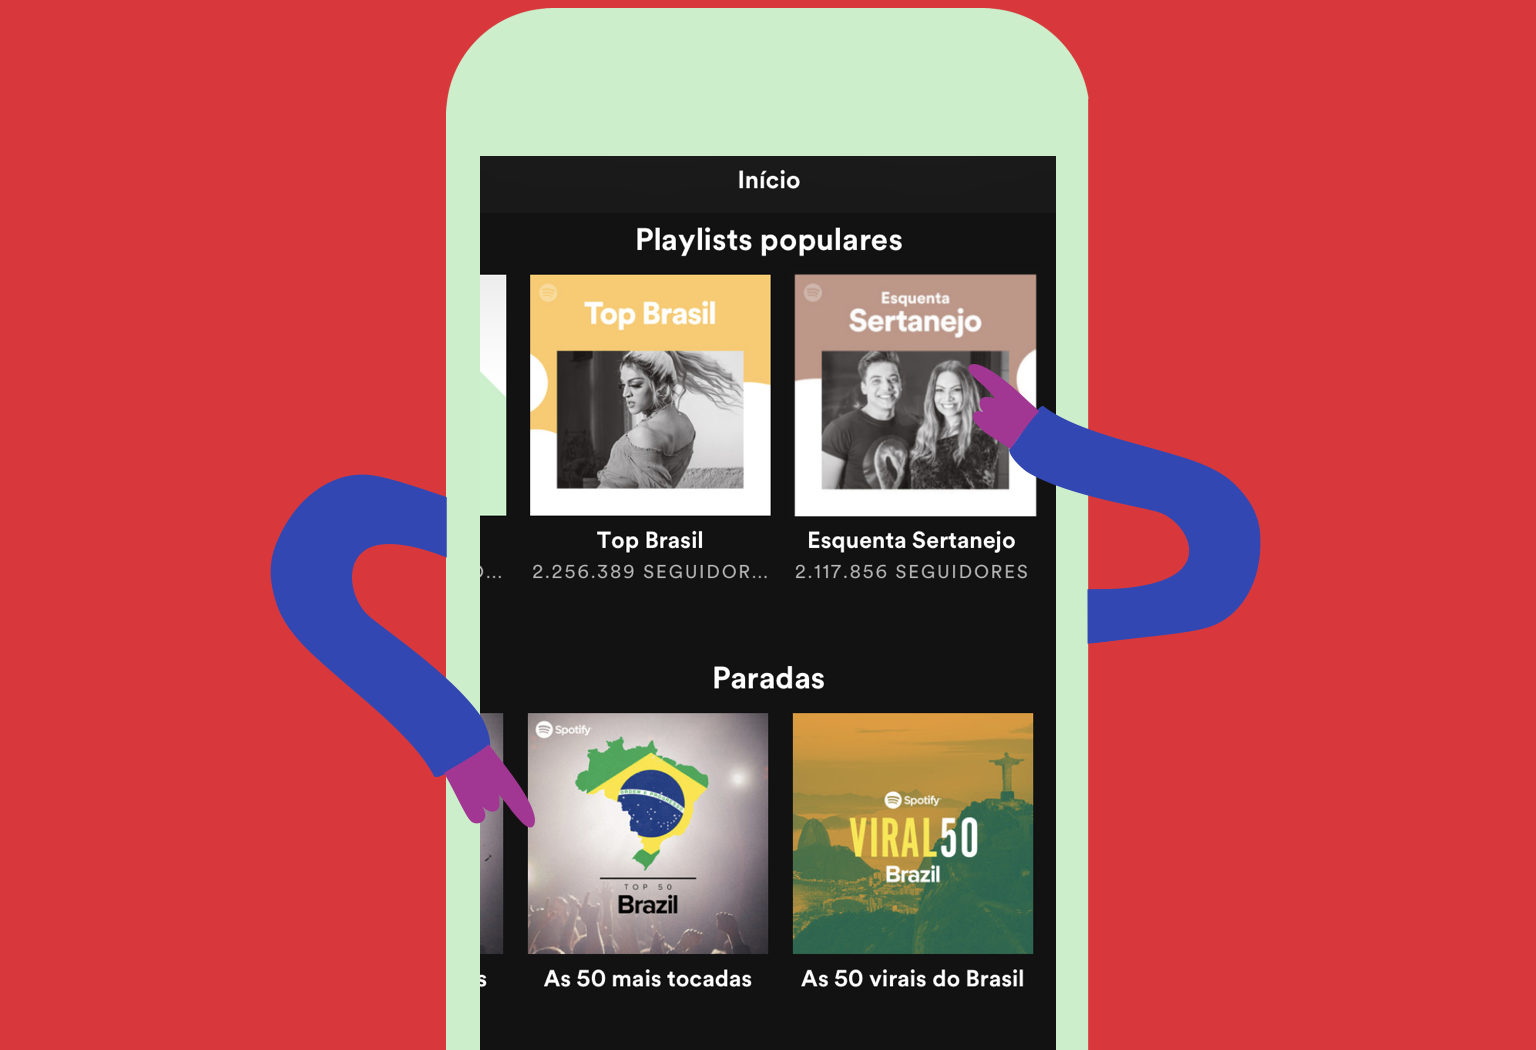 Início
Playlists populares
Top Brasil
Esquenta
Sertanejo
Top Brasil
Esquenta Sertanejo
2.256.389 SEGUIDOR...
2.117.856 SEGUIDORES
Paradas
Spotify
TOP 50
Brazil
Spotify
VIRAL50
Brazil
As 50 mais tocadas
As 50 virais do Brasil